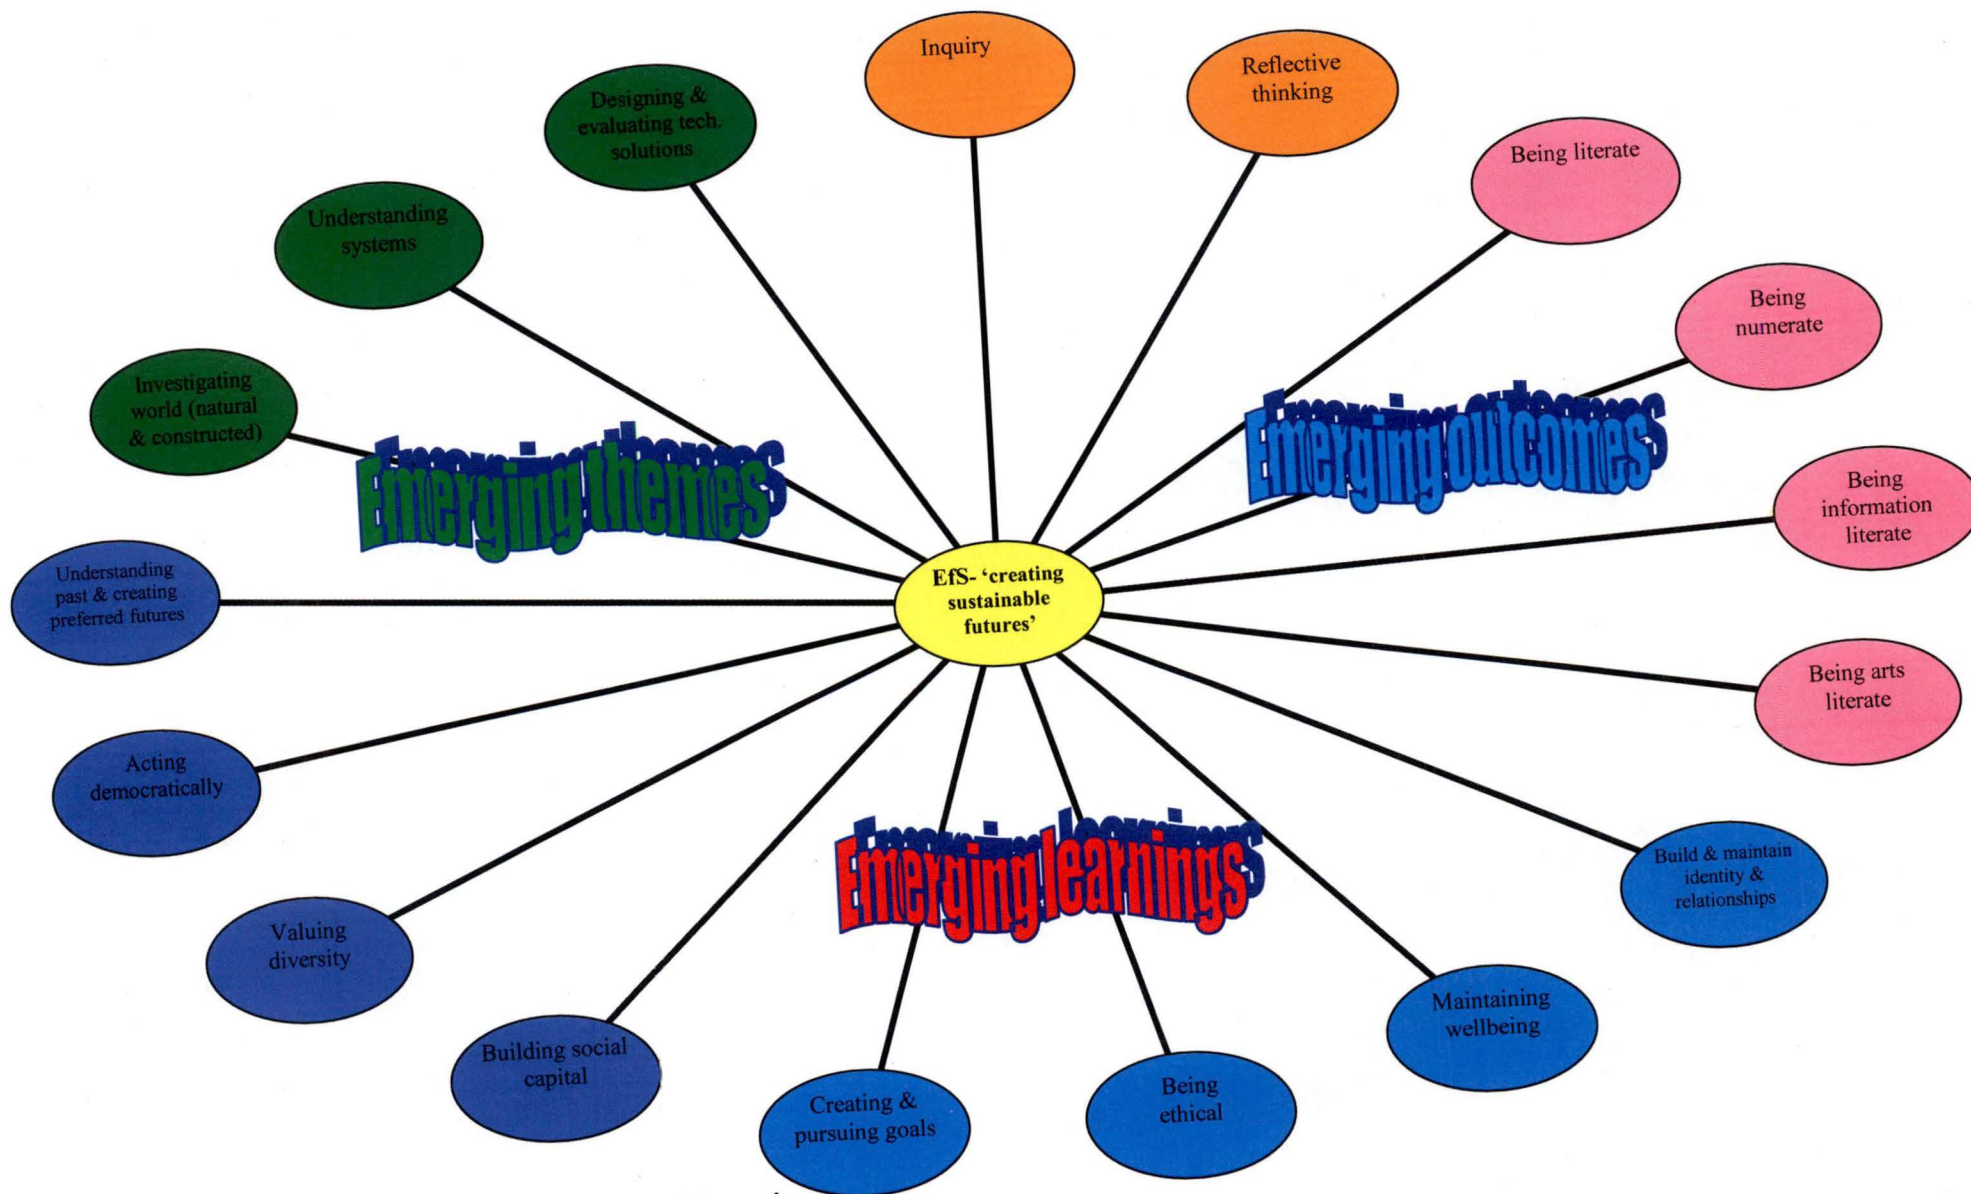 Inquiry
Reflective
thinking
Designing &
evaluating tech.
solutions
Being literate
Understanding
systems
Being
numerate
Investigating
world (natural
& constructed)
Emerging themes
Emerging outcomes
Being
information
literate
Understanding
past & creating
preferred futures
EfS- ‘creating
sustainable
futures’
Being arts
literate
Acting
democratically
Emerging learnings
Build & maintain
identity &
relationships
Valuing
diversity
Maintaining
wellbeing
Building social
capital
Creating &
pursuing goals
Being
ethical